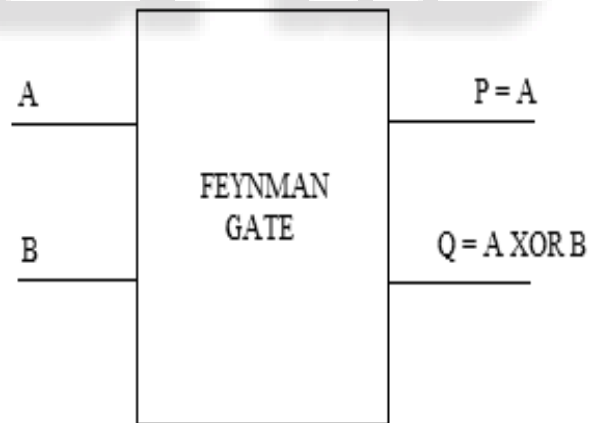 A
P = A
FEYNMAN
GATE
B
Q = A XOR B